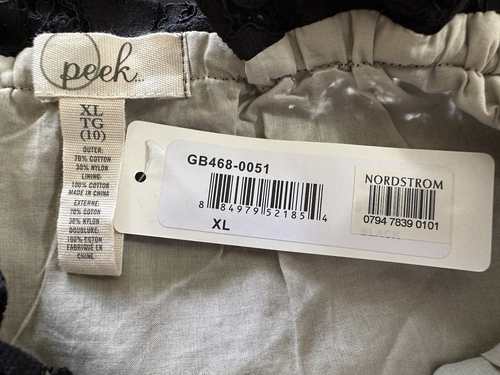 peek...
XL
TG
(10)
OUTER:
70% COTTON
30% NYLON
LINING:
100% COTTON
MADE IN CHINA
EXTERNE:
70% COTON
30% NYLON
DOUBLURE:
100% COTON
FABRIQUÉ EN
CHINE
GB468-0051
8 84979 52185 4
XL
NORDSTROM
0794 7839 0101
BLACK